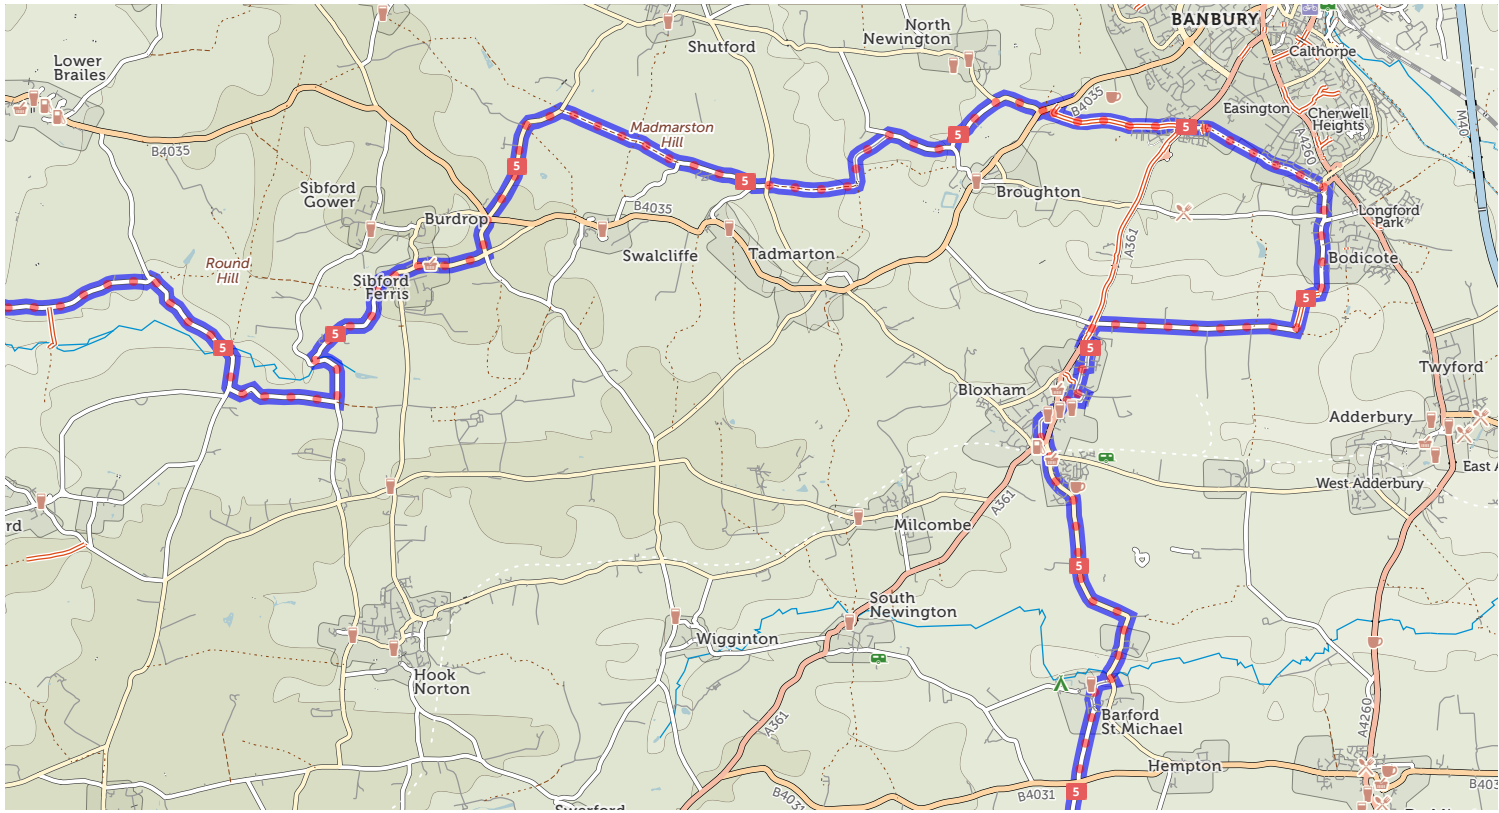 BANBURY
North
Newington
Calthorpe
Shutford
Lower
Brailes
B4035
Easington
Cherwell
Heights
M40
Madmarston
Hill
5
5
A4260
B4035
5
5
Sibford
Gower
Broughton
B4035
Longford
Park
Burdrop
A361
Swalcliffe
Tadmarton
Bodicote
Round
Hill
Sibford
Ferris
5
5
5
5
Twyford
Bloxham
Adderbury
East A
West Adderbury
A361
rd
Milcombe
5
South
Newington
Wigginton
Hook
Norton
A361
Barford
St.Michael
A4260
Hempton
5
B4031
B4031
B403
Swerford